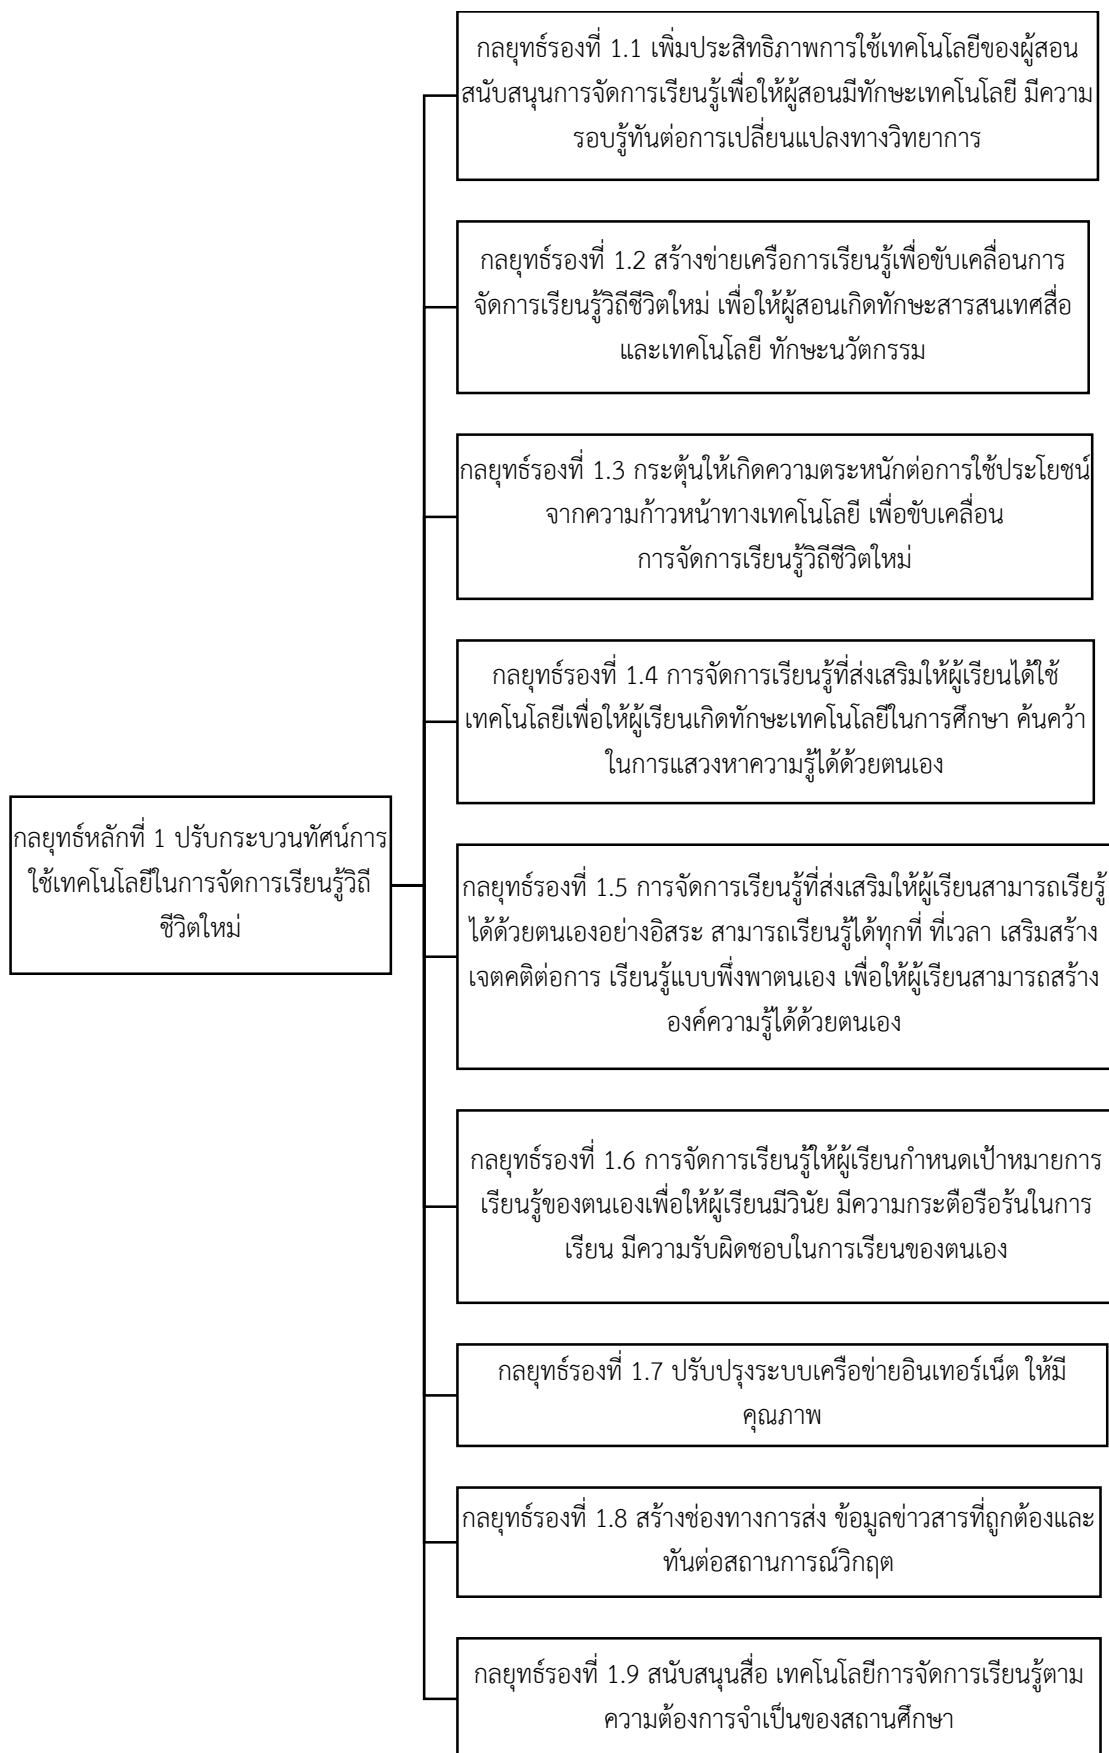 กลยุทธ์รองที่ 1.1 เพิ่มประสิทธิภาพการใช้เทคโนโลยีของผู้สอน
สนับสนุนการจัดการเรียนรู้เพื่อให้ผู้สอนมีทักษะเทคโนโลยี มีความ
รอบรู้ทันต่อการเปลี่ยนแปลงทางวิทยาการ
กลยุทธ์รองที่ 1.2 สร้างข่ายเครือการเรียนรู้เพื่อขับเคลื่อนการ
จัดการเรียนรู้วิถีชีวิตใหม่ เพื่อให้ผู้สอนเกิดทักษะสารสนเทศสื่อ
และเทคโนโลยี ทักษะนวัตกรรม
กลยุทธ์รองที่ 1.3 กระตุ้นให้เกิดความตระหนักต่อการใช้ประโยชน์
จากความก้าวหน้าทางเทคโนโลยี เพื่อขับเคลื่อน
การจัดการเรียนรู้วิถีชีวิตใหม่
กลยุทธ์รองที่ 1.4 การจัดการเรียนรู้ที่ส่งเสริมให้ผู้เรียนได้ใช้
เทคโนโลยีเพื่อให้ผู้เรียนเกิดทักษะเทคโนโลยีในการศึกษา ค้นคว้า
ในการแสวงหาความรู้ได้ด้วยตนเอง
กลยุทธ์หลักที่ 1 ปรับกระบวนทัศน์การ
ใช้เทคโนโลยีในการจัดการเรียนรู้วิถี
ชีวิตใหม่
กลยุทธ์รองที่ 1.5 การจัดการเรียนรู้ที่ส่งเสริมให้ผู้เรียนสามารถเรียรู้
ได้ด้วยตนเองอย่างอิสระ สามารถเรียนรู้ได้ทุกที่ ที่เวลา เสริมสร้าง
เจตคติต่อการ เรียนรู้แบบพึ่งพาตนเอง เพื่อให้ผู้เรียนสามารถสร้าง
องค์ความรู้ได้ด้วยตนเอง
กลยุทธ์รองที่ 1.6 การจัดการเรียนรู้ให้ผู้เรียนกำหนดเป้าหมายการ
เรียนรู้ของตนเองเพื่อให้ผู้เรียนมีวินัย มีความกระตือรือร้นในการ
เรียน มีความรับผิดชอบในการเรียนของตนเอง
กลยุทธ์รองที่ 1.7 ปรับปรุงระบบเครือข่ายอินเทอร์เน็ต ให้มี
คุณภาพ
กลยุทธ์รองที่ 1.8 สร้างช่องทางการส่ง ข้อมูลข่าวสารที่ถูกต้องและ
ทันต่อสถานการณ์วิกฤต
กลยุทธ์รองที่ 1.9 สนับสนุนสื่อ เทคโนโลยีการจัดการเรียนรู้ตาม
ความต้องการจำเป็นของสถานศึกษา